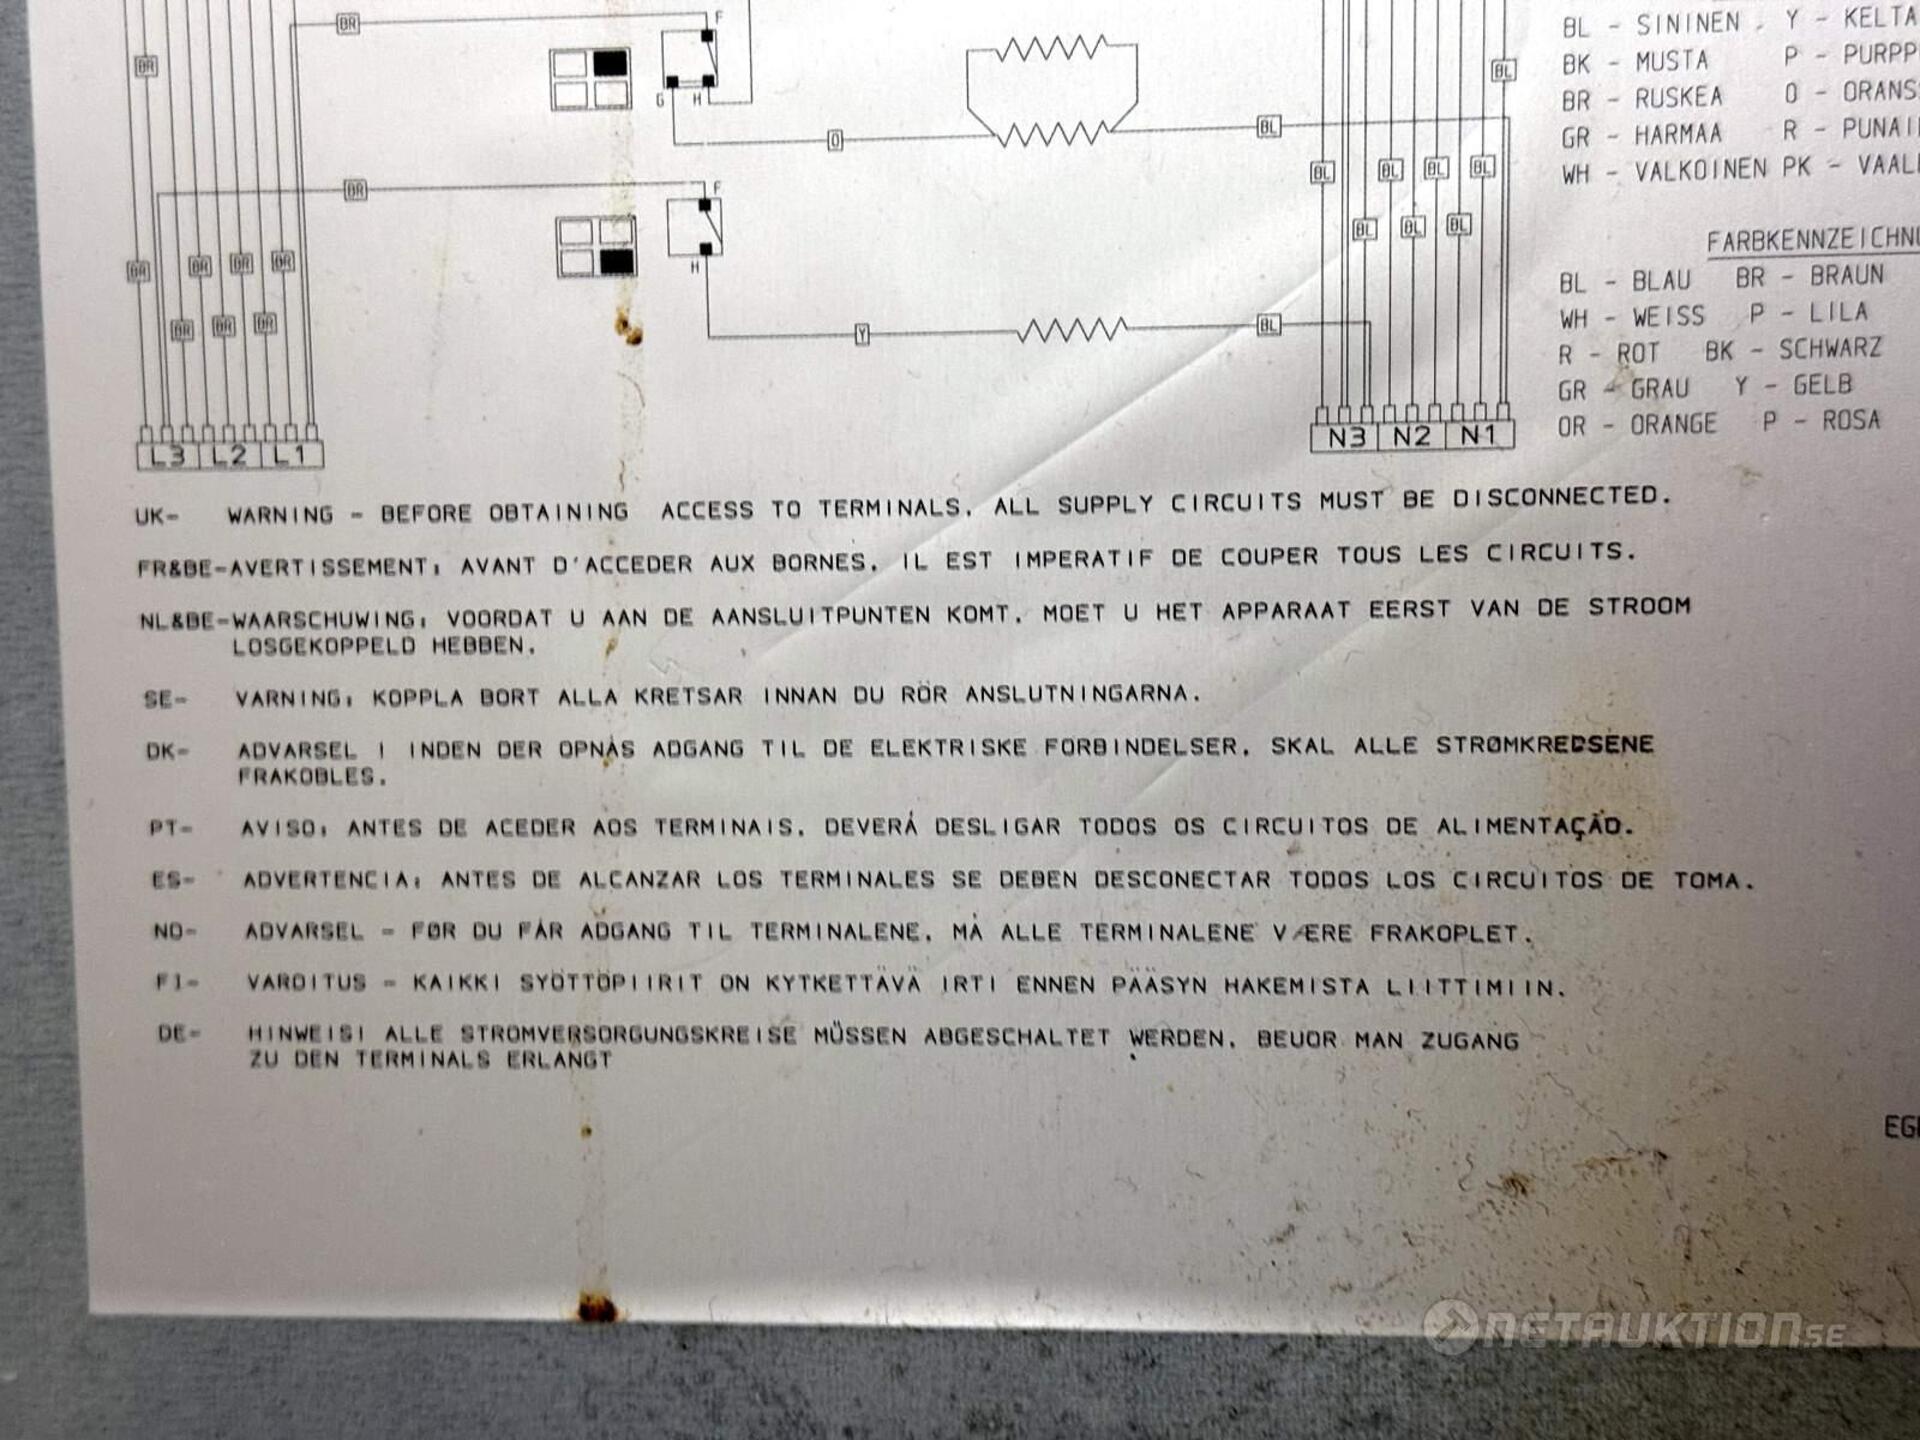 BR
F
BR
G H
O
BL
BL
BL - SININEN Y - KELTA
BK - MUSTA P -
BR - RUSKEA O -
GR - HARMAA R -
WH - VALKOINEN PK -
BR
F
BL BL BL BL
BL BL BL
BR BR BR BR
BR BR BR
H
Y
BL
FARBKENNZEICHNU
BL - BLAU BR - BRAUN
WH - WEISS P - LILA
R - ROT BK - SCHWARZ
GR - GRAU Y - GELB
OR - ORANGE P - ROSA
L3 L2 L1
N3 N2 N1
UK- WARNING - BEFORE OBTAINING ACCESS TO TERMINALS, ALL SUPPLY CIRCUITS MUST BE DISCONNECTED.
FR&BE-AVERTISSEMENT: AVANT D'ACCEDER AUX BORNES, IL EST IMPERATIF DE COUPER TOUS LES CIRCUITS.
NL&BE-WAARSCHUWING: VOORDAT U AAN DE AANSLUITPUNTEN KOMT, MOET U HET APPARAAT EERST VAN DE STROOM
LOSGEKOPPELD HEBBEN.
SE- VARNING: KOPPLA BORT ALLA KRETSAR INNAN DU RÖR ANSLUTNINGARNA.
DK- ADVARSEL ! INDEN DER OPNÅS ADGANG TIL DE ELEKTRISKE FORBINDELSER, SKAL ALLE STRØMKREDSENE
FRAKOBLES.
PT- AVISO: ANTES DE ACEDER AOS TERMINAIS, DEVERÁ DESLIGAR TODOS OS CIRCUITOS DE ALIMENTAÇÃO.
ES- ADVERTENCIA: ANTES DE ALCANZAR LOS TERMINALES SE DEBEN DESCONECTAR TODOS LOS CIRCUITOS DE TOMA.
NO- ADVARSEL - FØR DU FÅR ADGANG TIL TERMINALENE, MÅ ALLE TERMINALENE VÆRE FRAKOPLET.
FI- VAROITUS - KAIKKI SYÖTTÖPIIRIT ON KYTKETTÄVÄ IRTI ENNEN PÄÄSYN HAKEMISTA LIITTIMIIN.
DE- HINWEIS! ALLE STROMVERSORGUNGSKREISE MÜSSEN ABGESCHALTET WERDEN, BEUOR MAN ZUGANG
ZU DEN TERMINALS ERLANGT
NETAUKTION.SE